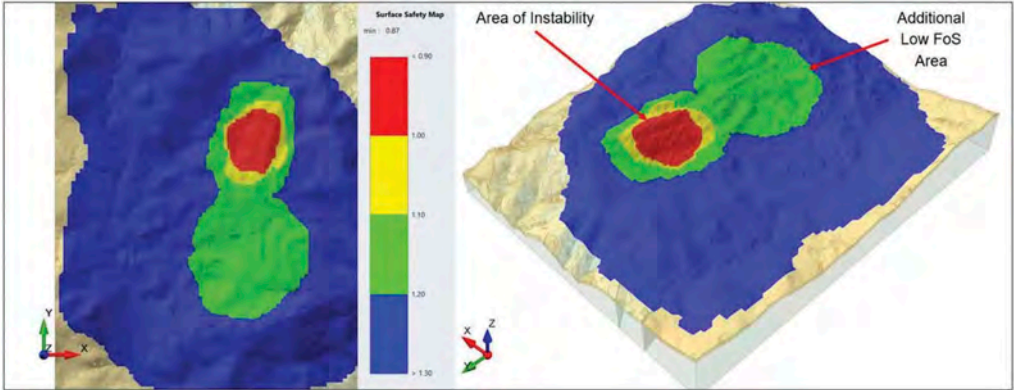 Surface Safety Map
min : 0.87
< 0.90
1.00
1.10
1.20
> 1.30
Y
Z
X
Area of Instability
Additional
Low FoS
Area
Z
X
Y